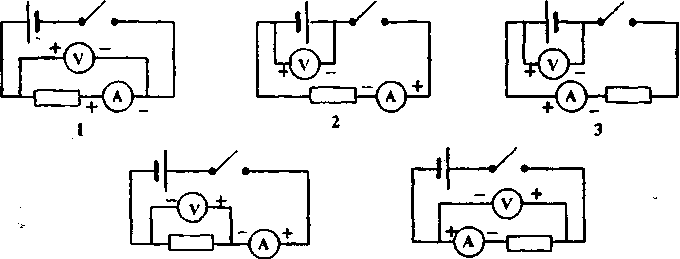 + V −
+ A −
1
V
+ −
− A +
2
V
+ −
+ A −
3
− V +
− A +
− V +
+ A −